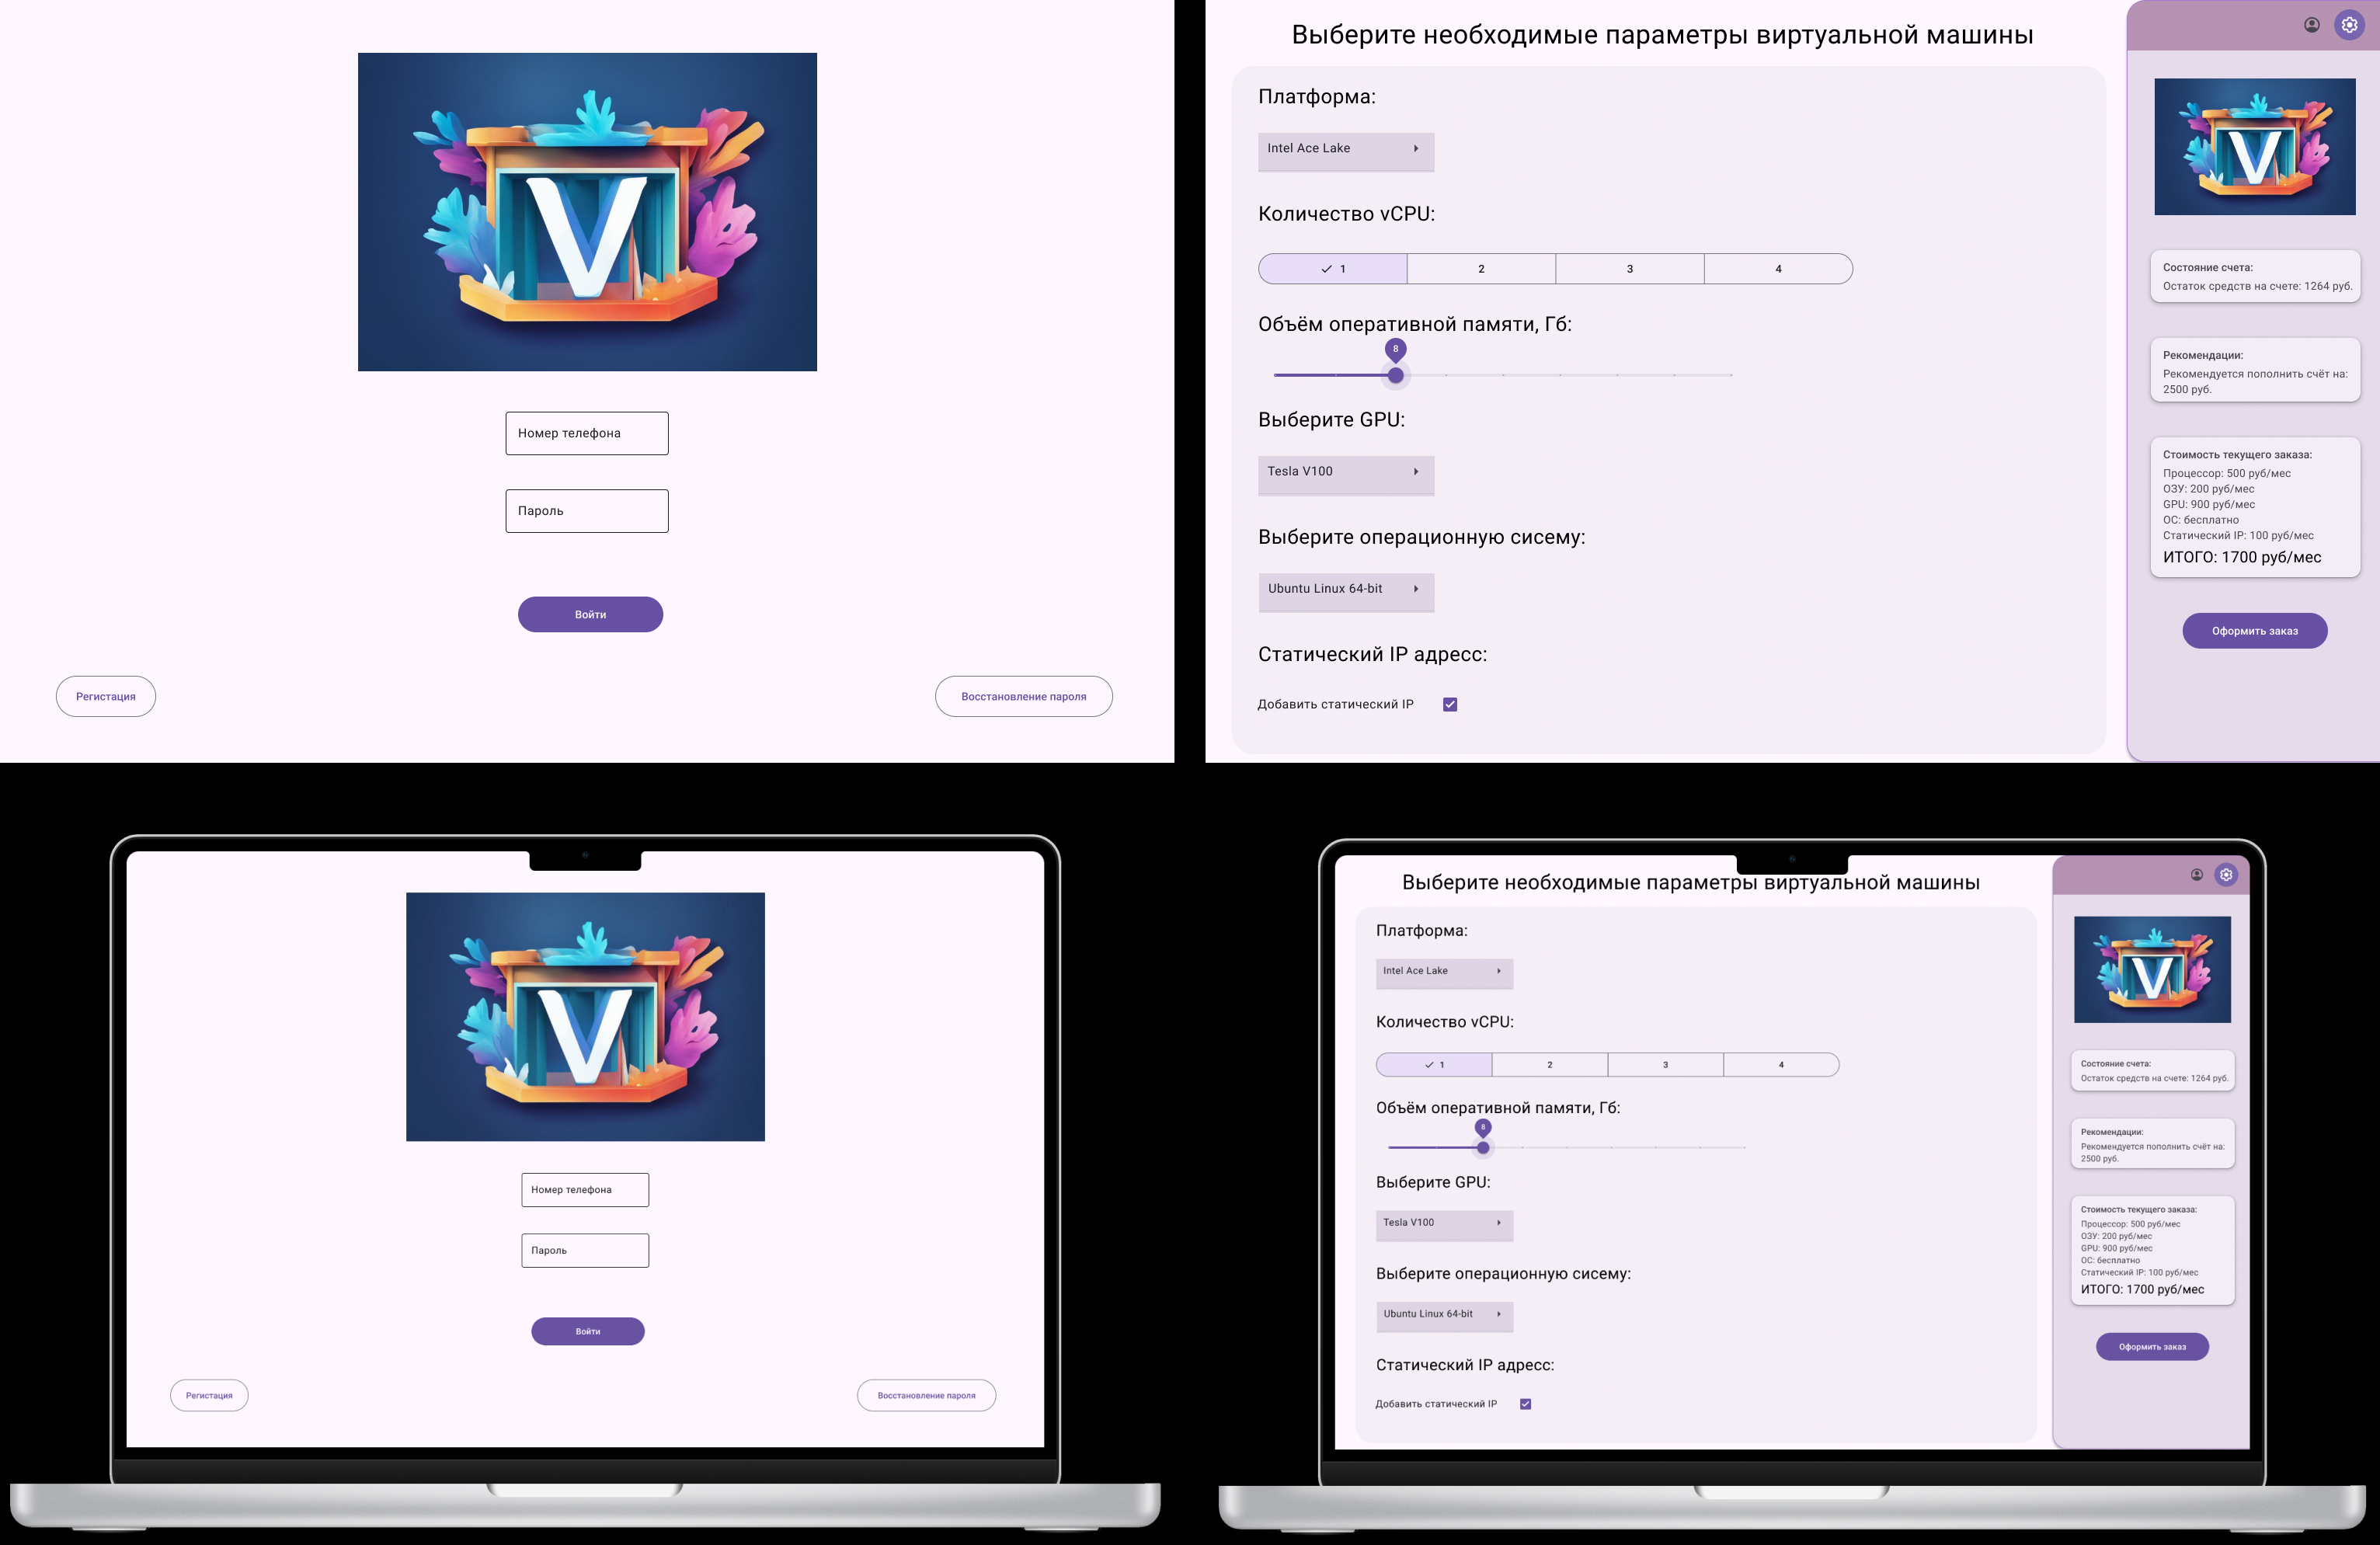 V
Номер телефона
Пароль
Войти
Регистация
Восстановление пароля
Выберите необходимые параметры виртуальной машины
Платформа:
Intel Ace Lake
Количество vCPU:
1
2
3
4
Объём оперативной памяти, Гб:
8
Выберите GPU:
Tesla V100
Выберите операционную сисему:
Ubuntu Linux 64-bit
Статический IP адресс:
Добавить статический IP
V
Состояние счета:
Остаток средств на счете: 1264 руб.
Рекомендации:
Рекомендуется пополнить счёт на:
2500 руб.
Стоимость текущего заказа:
Процессор: 500 руб/мес
ОЗУ: 200 руб/мес
GPU: 900 руб/мес
ОС: бесплатно
Статический IP: 100 руб/мес
ИТОГО: 1700 руб/мес
Оформить заказ
V
Номер телефона
Пароль
Войти
Регистация
Восстановление пароля
Выберите необходимые параметры виртуальной машины
Платформа:
Intel Ace Lake
Количество vCPU:
1
2
3
4
Объём оперативной памяти, Гб:
8
Выберите GPU:
Tesla V100
Выберите операционную сисему:
Ubuntu Linux 64-bit
Статический IP адресс:
Добавить статический IP
V
Состояние счета:
Остаток средств на счете: 1264 руб.
Рекомендации:
Рекомендуется пополнить счёт на:
2500 руб.
Стоимость текущего заказа:
Процессор: 500 руб/мес
ОЗУ: 200 руб/мес
GPU: 900 руб/мес
ОС: бесплатно
Статический IP: 100 руб/мес
ИТОГО: 1700 руб/мес
Оформить заказ